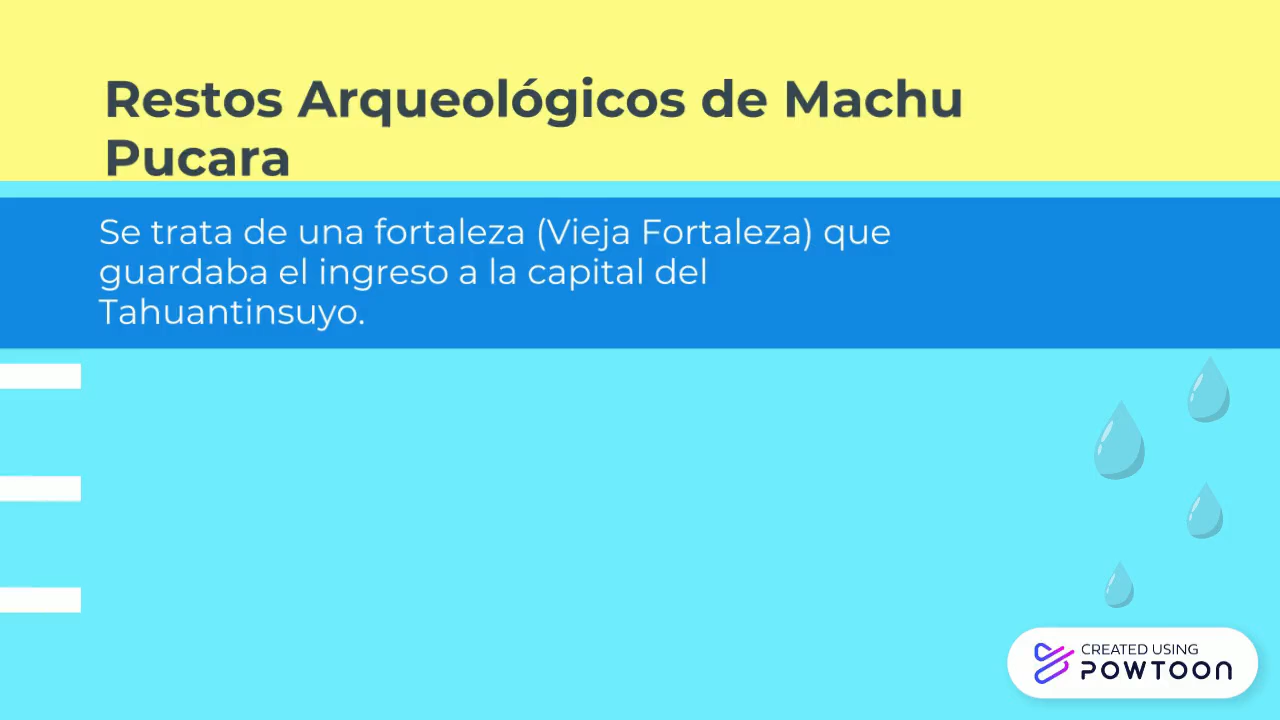 Restos Arqueológicos de Machu
Pucara
Se trata de una fortaleza (Vieja Fortaleza) que
guardaba el ingreso a la capital del
Tahuantinsuyo.
CREATED USING
POWTOON